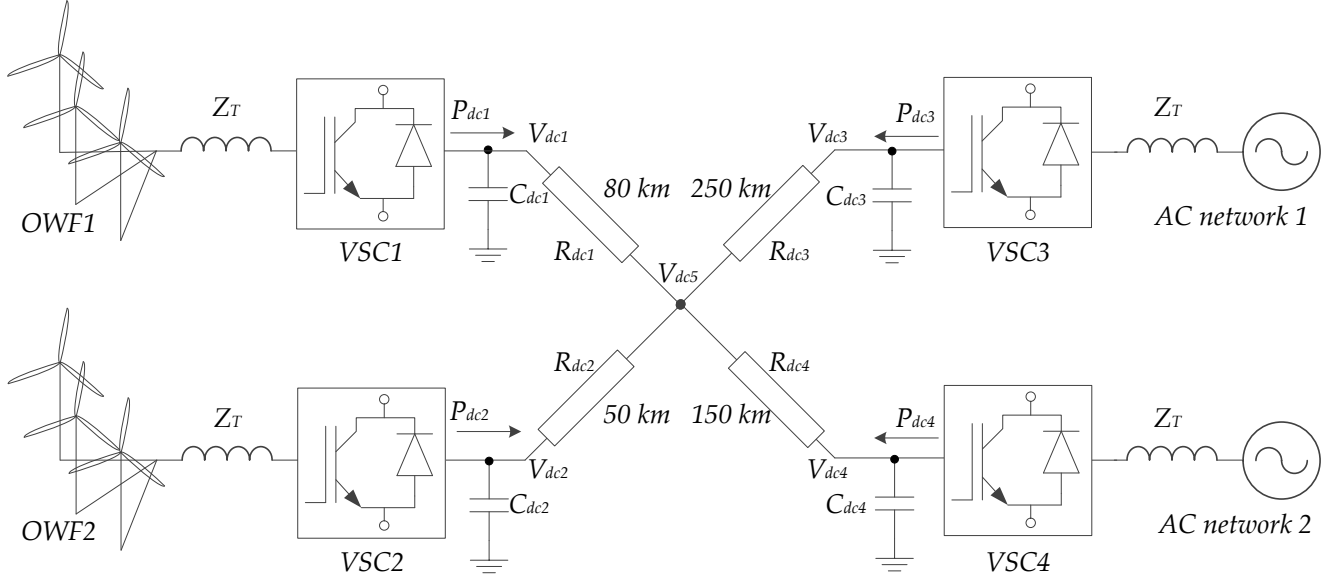 Z_T
P_dc1
V_dc1
V_dc3
P_dc3
Z_T
80 km
250 km
C_dc1
C_dc3
OWF1
VSC1
R_dc1
R_dc3
VSC3
AC network 1
V_dc5
R_dc2
R_dc4
Z_T
P_dc2
50 km
150 km
P_dc4
Z_T
V_dc2
V_dc4
C_dc2
C_dc4
OWF2
VSC2
VSC4
AC network 2